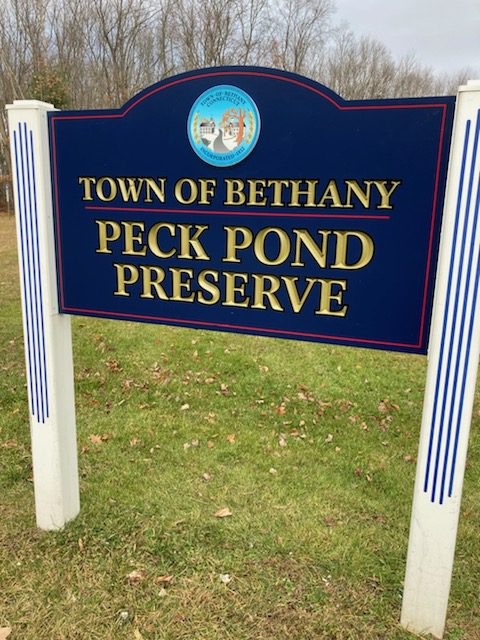 TOWN OF BETHANY
CONNECTICUT
INCORPORATED 1832
TOWN OF BETHANY
PECK POND
PRESERVE